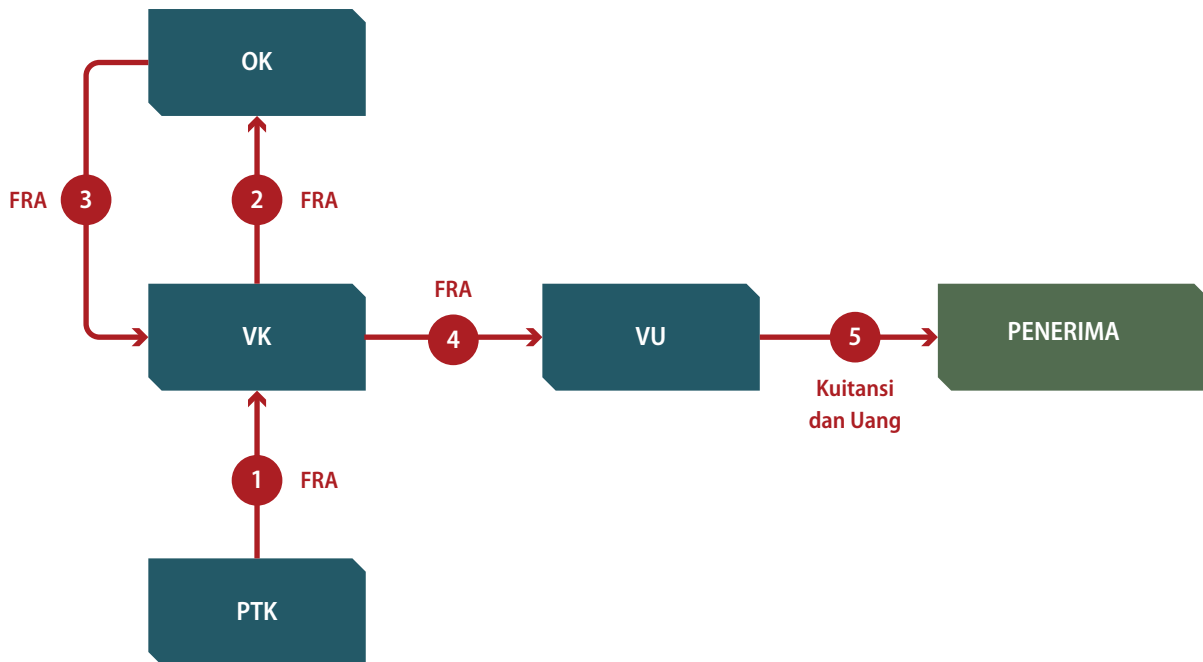 OK
FRA
3
2
FRA
VK
FRA
4
VU
5
Kuitansi
dan Uang
PENERIMA
1
FRA
PTK